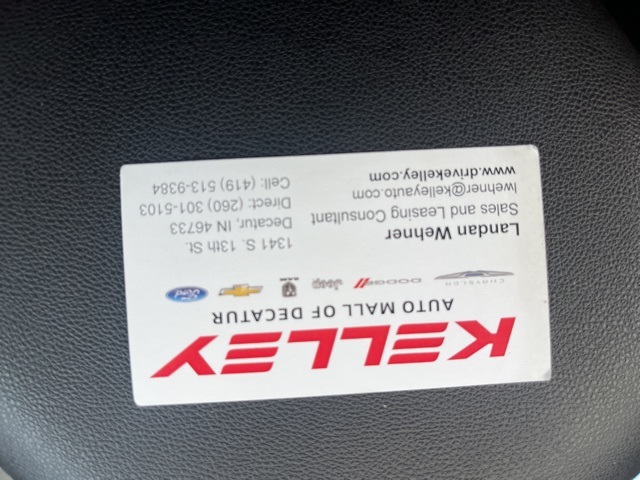 KELLEY
AUTO MALL OF DECATUR
CHRYSLER DODGE Jeep RAM Ford
Landan Wehner
Sales and Leasing Consultant
lwehner@kelleyauto.com
www.drivekelley.com
1341 S. 13th St.
Decatur, IN 46733
Direct: (260) 301-5103
Cell: (419) 513-9384